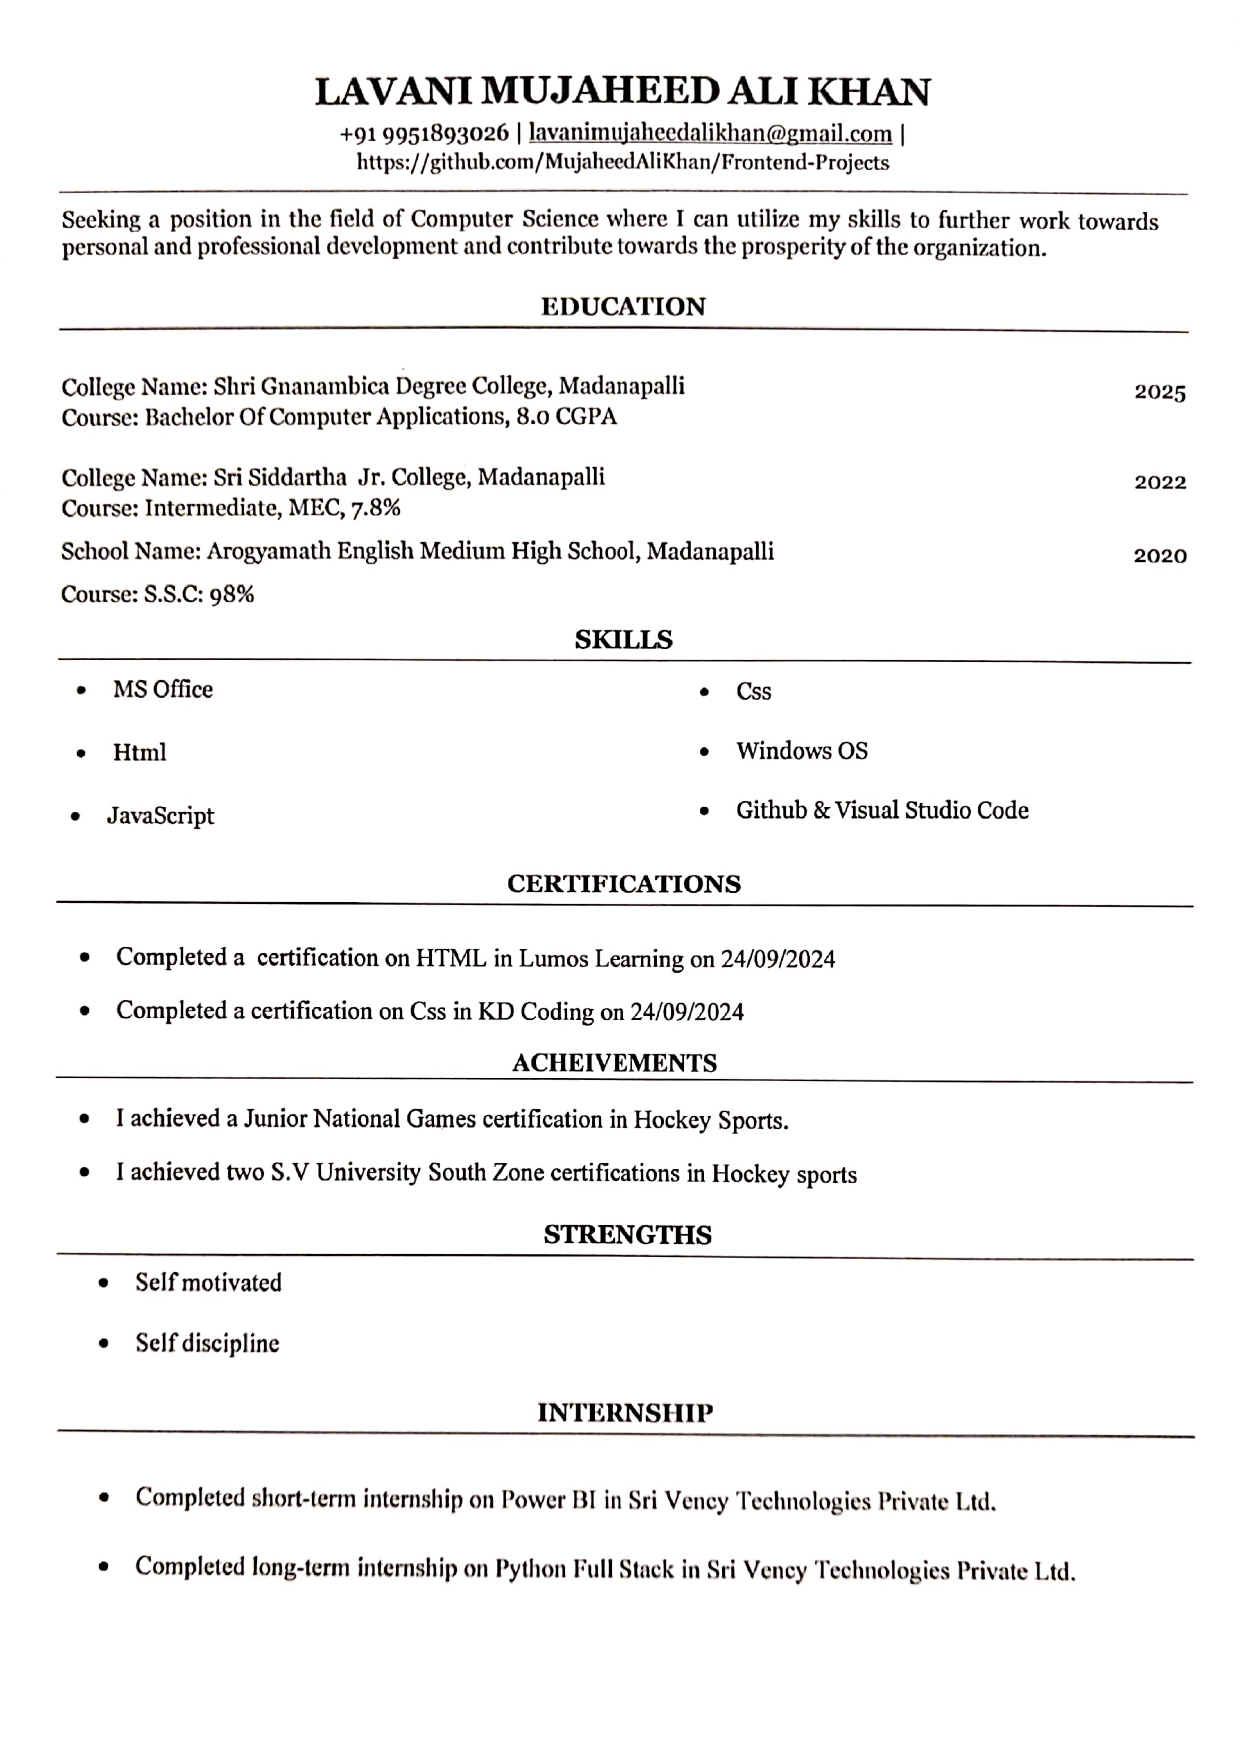 LAVANI MUJAHEED ALI KHAN
+91 9951893026 | lavanimujaheedalikhan@gmail.com |
https://github.com/MujaheedAliKhan/Frontend-Projects
Seeking a position in the field of Computer Science where I can utilize my skills to further work towards
personal and professional development and contribute towards the prosperity of the organization.
EDUCATION
College Name: Shri Gnanambica Degree College, Madanapalli 2025
Course: Bachelor Of Computer Applications, 8.0 CGPA
College Name: Sri Siddartha Jr. College, Madanapalli 2022
Course: Intermediate, MEC, 7.8%
School Name: Arogyamath English Medium High School, Madanapalli 2020
Course: S.S.C: 98%
SKILLS
• MS Office
• Html
• JavaScript
• Css
• Windows OS
• Github & Visual Studio Code
CERTIFICATIONS
• Completed a certification on HTML in Lumos Learning on 24/09/2024
• Completed a certification on Css in KD Coding on 24/09/2024
ACHEIVEMENTS
• I achieved a Junior National Games certification in Hockey Sports.
• I achieved two S.V University South Zone certifications in Hockey sports
STRENGTHS
• Self motivated
• Self discipline
INTERNSHIP
• Completed short-term internship on Power BI in Sri Vency Technologies Private Ltd.
• Completed long-term internship on Python Full Stack in Sri Vency Technologies Private Ltd.